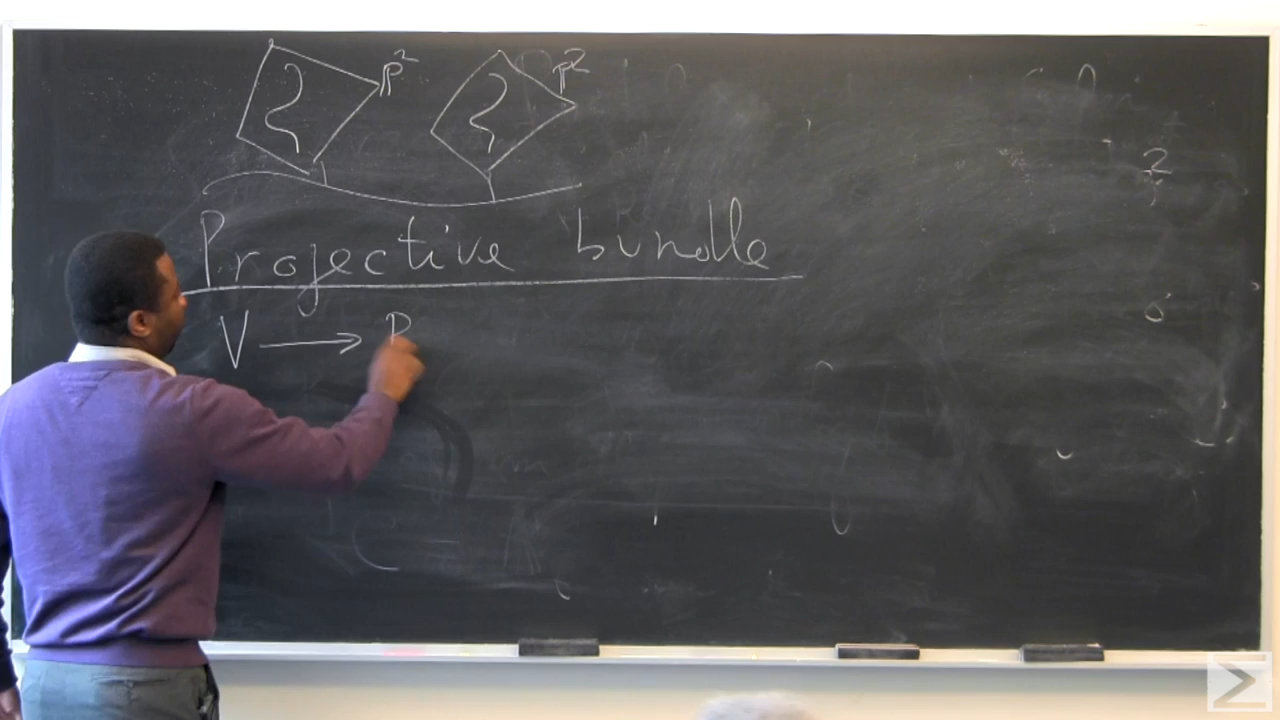 ℙ² ℙ²
Projective bundle
V ⟶ P